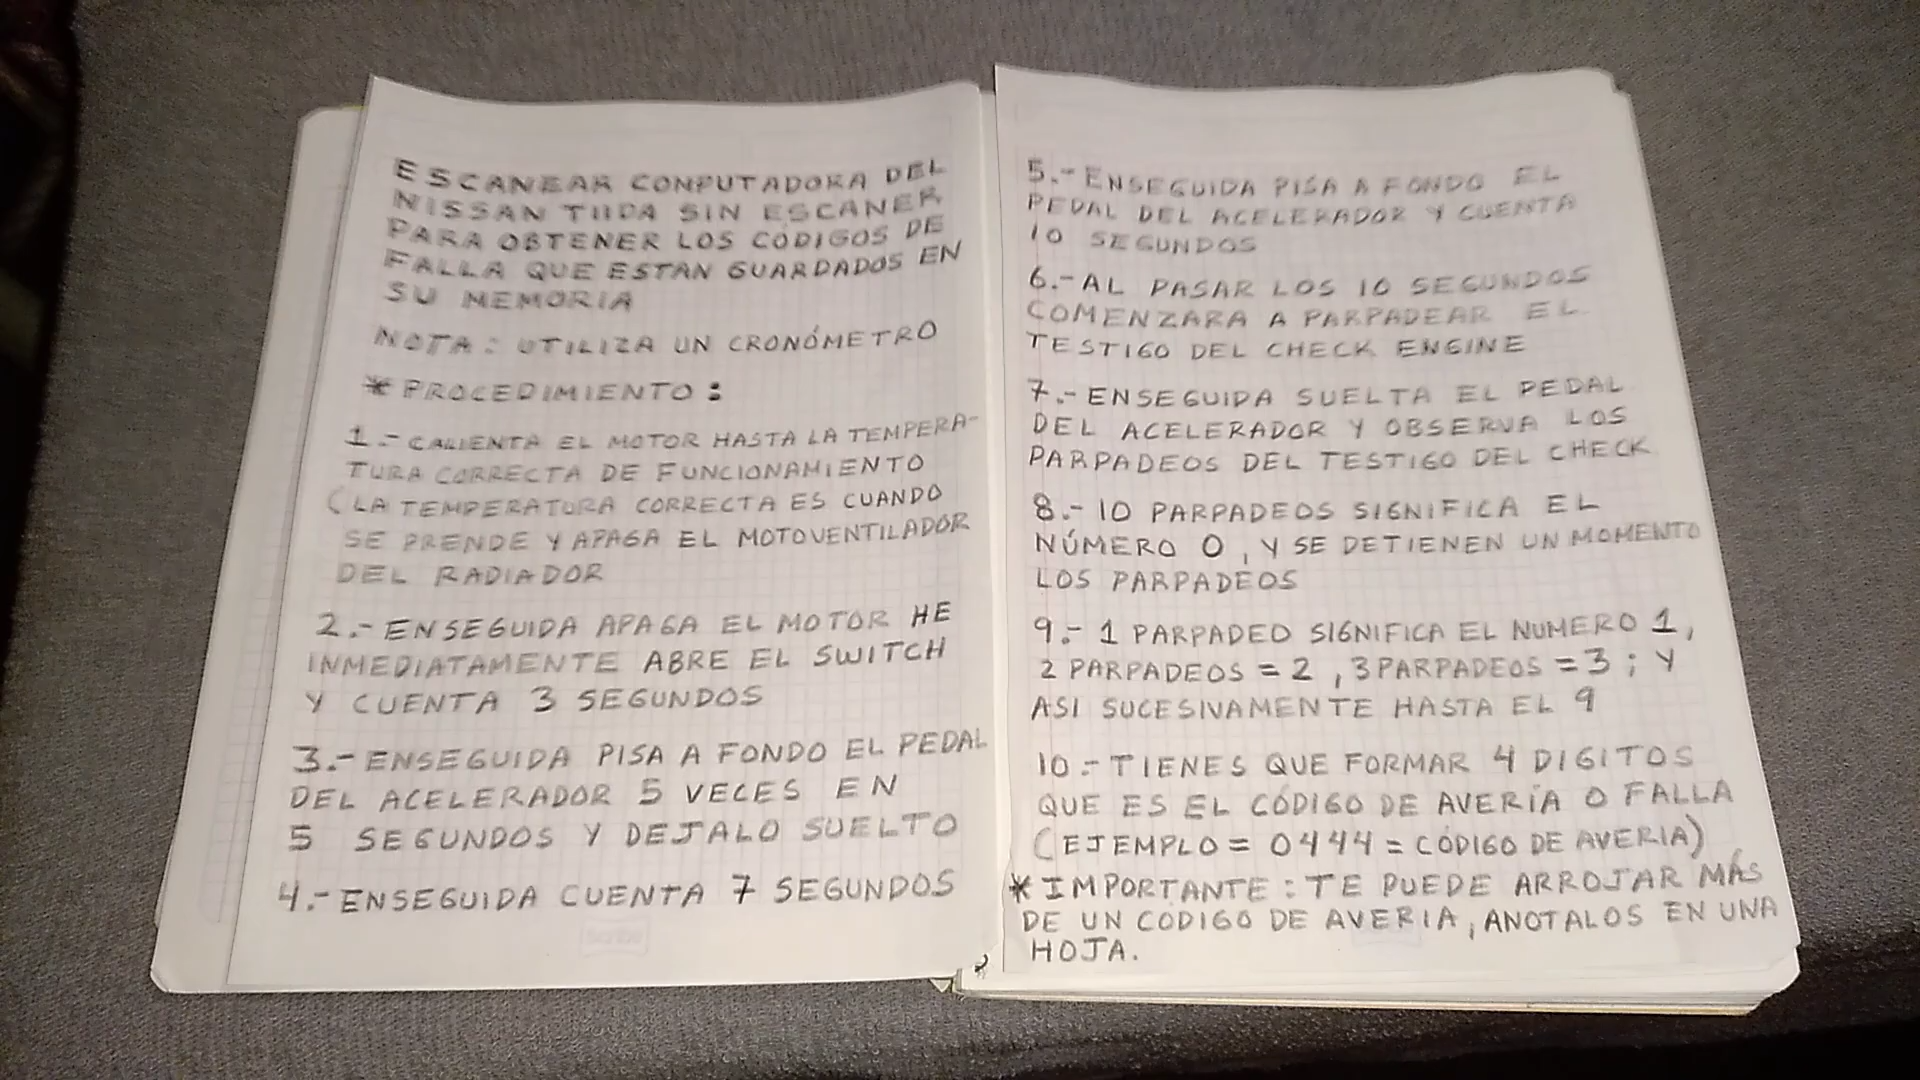 ESCANEAR COMPUTADORA DEL
NISSAN TIIDA SIN ESCANER
PARA OBTENER LOS CÓDIGOS DE
FALLA QUE ESTAN GUARDADOS EN
SU MEMORIA
NOTA: UTILIZA UN CRONÓMETRO
* PROCEDIMIENTO:
1.- CALIENTA EL MOTOR HASTA LA TEMPERA-
TURA CORRECTA DE FUNCIONAMIENTO
(LA TEMPERATURA CORRECTA ES CUANDO
SE PRENDE Y APAGA EL MOTOVENTILADOR
DEL RADIADOR
2.- ENSEGUIDA APAGA EL MOTOR HE
INMEDIATAMENTE ABRE EL SWITCH
Y CUENTA 3 SEGUNDOS
3.- ENSEGUIDA PISA A FONDO EL PEDAL
DEL ACELERADOR 5 VECES EN
5 SEGUNDOS Y DEJALO SUELTO
4.- ENSEGUIDA CUENTA 7 SEGUNDOS
5.- ENSEGUIDA PISA A FONDO EL
PEDAL DEL ACELERADOR Y CUENTA
10 SEGUNDOS
6.- AL PASAR LOS 10 SEGUNDOS
COMENZARA A PARPADEAR EL
TESTIGO DEL CHECK ENGINE
7.- ENSEGUIDA SUELTA EL PEDAL
DEL ACELERADOR Y OBSERVA LOS
PARPADEOS DEL TESTIGO DEL CHECK
8.- 10 PARPADEOS SIGNIFICA EL
NÚMERO 0, Y SE DETIENEN UN MOMENTO
LOS PARPADEOS
9.- 1 PARPADEO SIGNIFICA EL NUMERO 1,
2 PARPADEOS = 2, 3 PARPADEOS = 3; Y
ASI SUCESIVAMENTE HASTA EL 9
10.- TIENES QUE FORMAR 4 DIGITOS
QUE ES EL CÓDIGO DE AVERÍA O FALLA
(EJEMPLO = 0444 = CÓDIGO DE AVERIA)
* IMPORTANTE: TE PUEDE ARROJAR MÁS
DE UN CODIGO DE AVERIA, ANOTALOS EN UNA
HOJA.